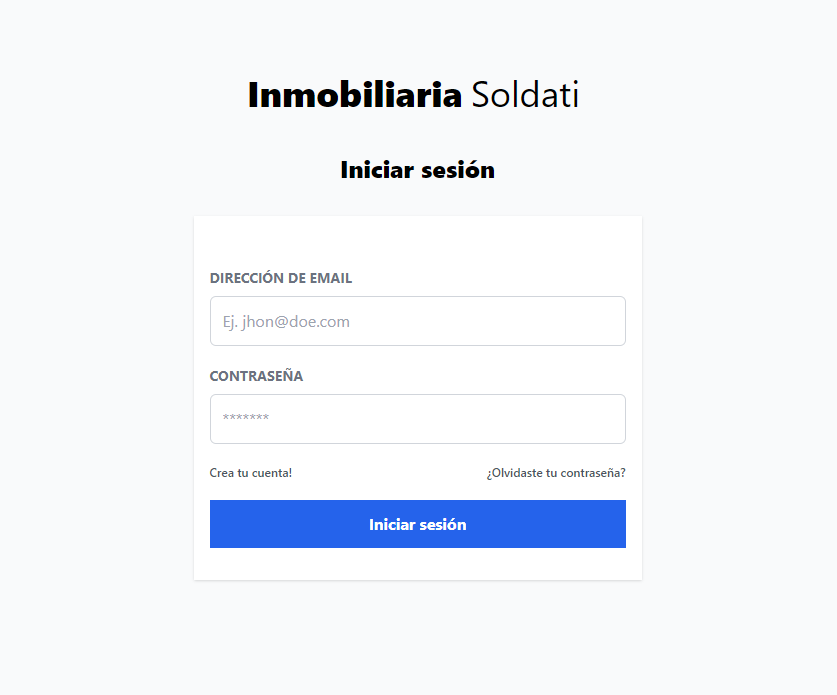 Inmobiliaria Soldati
Iniciar sesión
DIRECCIÓN DE EMAIL
Ej. jhon@doe.com
CONTRASEÑA
*******
Crea tu cuenta! ¿Olvidaste tu contraseña?
Iniciar sesión